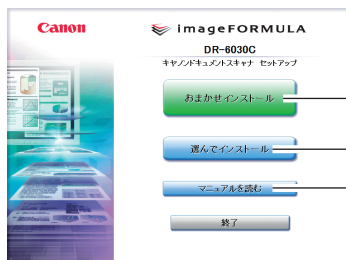 Canon
imageFORMULA
DR-6030C
キヤノンドキュメントスキャナ セットアップ
おまかせインストール
選んでインストール
マニュアルを読む
終了